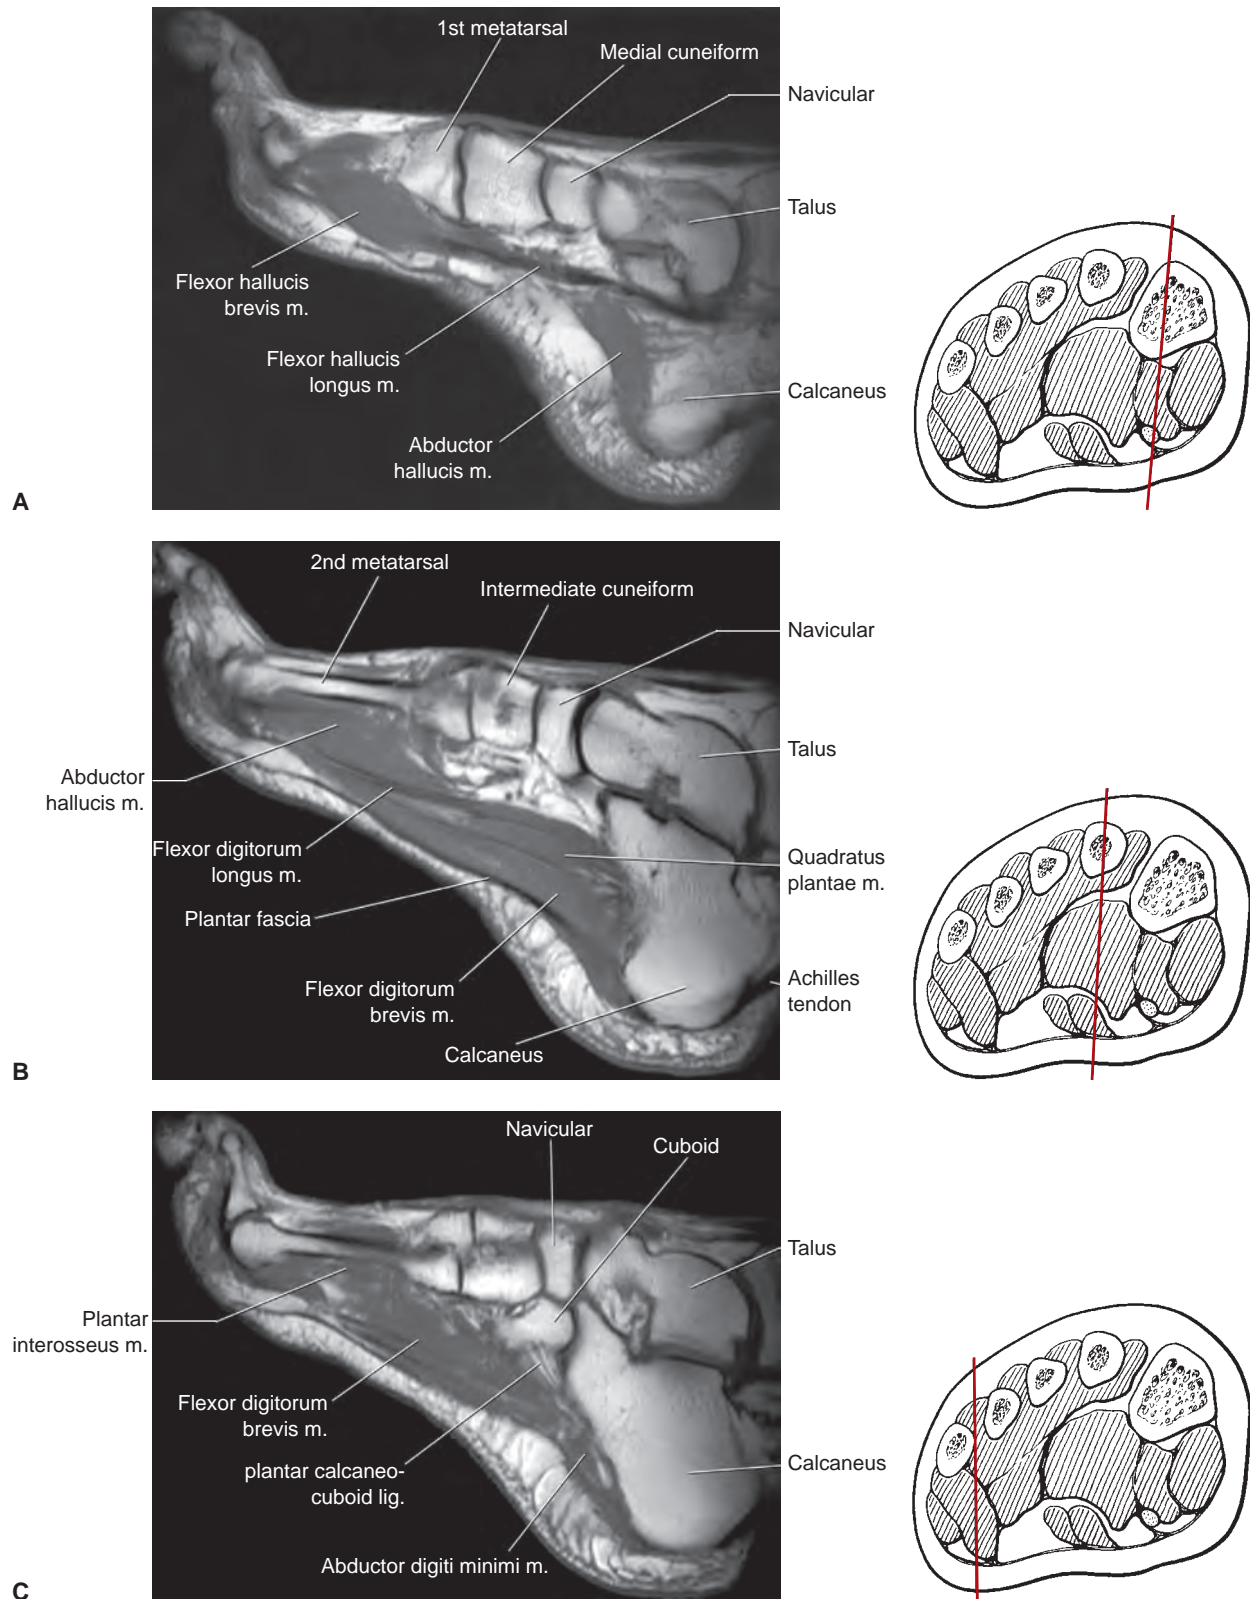 1st metatarsal
Medial cuneiform
Navicular
Talus
Flexor hallucis
brevis m.
Flexor hallucis
longus m.
Calcaneus
Abductor
hallucis m.
A
2nd metatarsal
Intermediate cuneiform
Navicular
Talus
Abductor
hallucis m.
Flexor digitorum
longus m.
Quadratus
plantae m.
Plantar fascia
Flexor digitorum
brevis m.
Achilles
tendon
Calcaneus
B
Navicular
Cuboid
Talus
Plantar
interosseus m.
Flexor digitorum
brevis m.
plantar calcaneo-
cuboid lig.
Calcaneus
Abductor digiti minimi m.
C